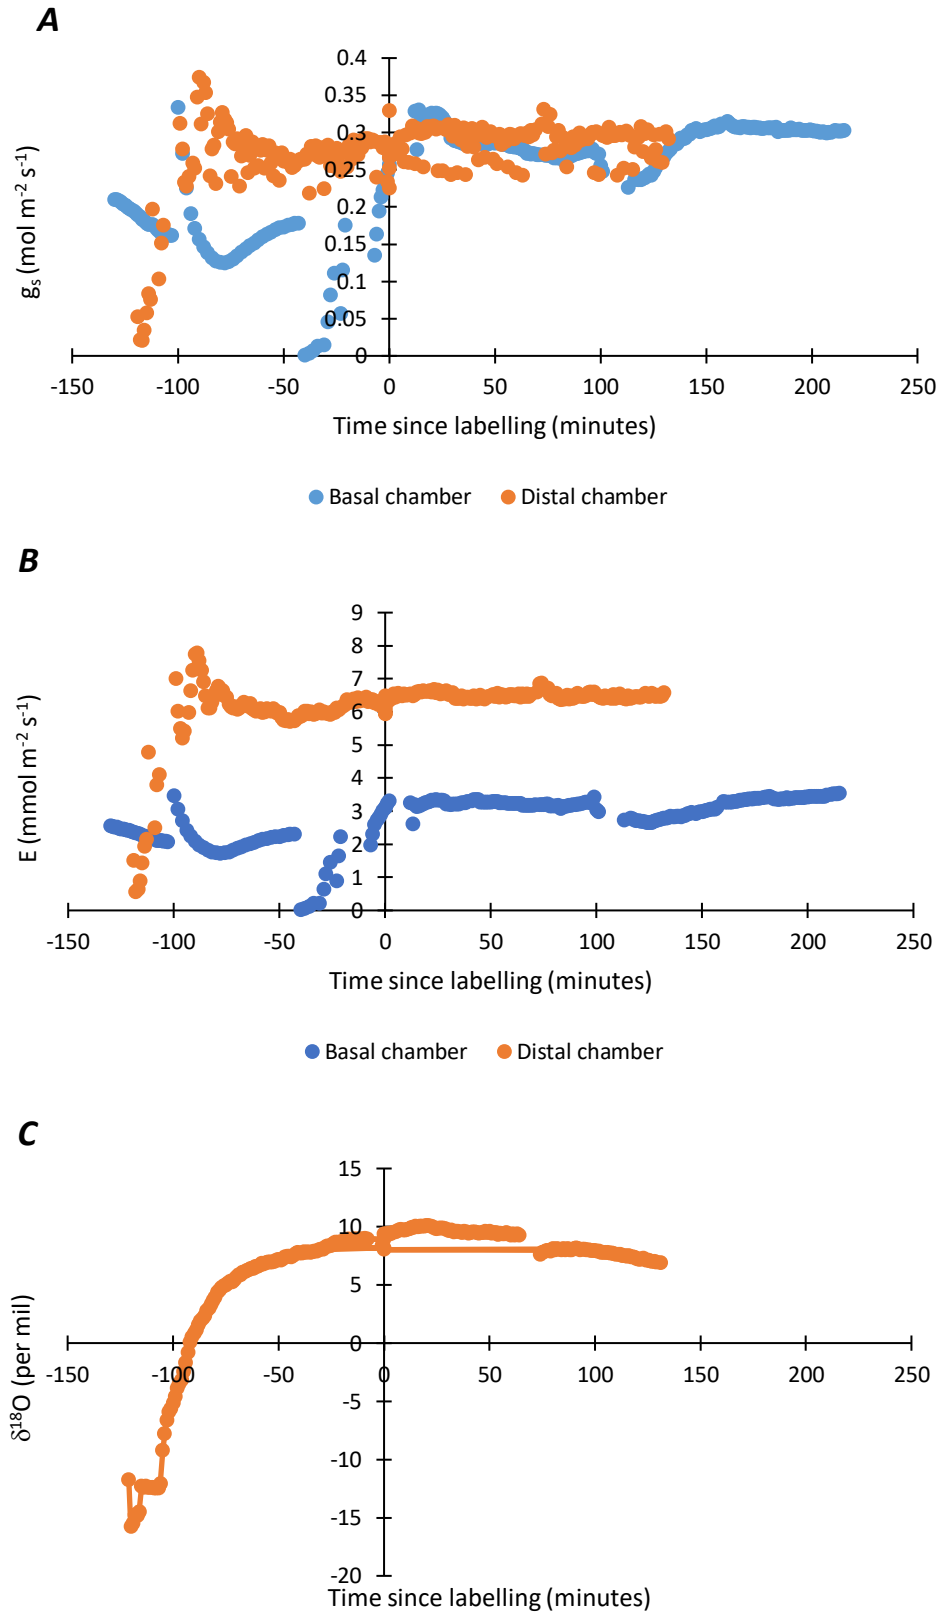 A
0.4
0.35
0.3
0.25
0.2
0.15
0.1
0.05
0
gs (mol m-2 s-1)
-150 -100 -50 0 50 100 150 200 250
Time since labelling (minutes)
Basal chamber Distal chamber
B
9
8
7
6
5
4
3
2
1
0
E (mmol m-2 s-1)
-150 -100 -50 0 50 100 150 200 250
Time since labelling (minutes)
Basal chamber Distal chamber
C
15
10
5
0
-150 -100 -50 0 50 100 150 200 250
-5
-10
-15
-20
δ18O (per mil)
Time since labelling (minutes)